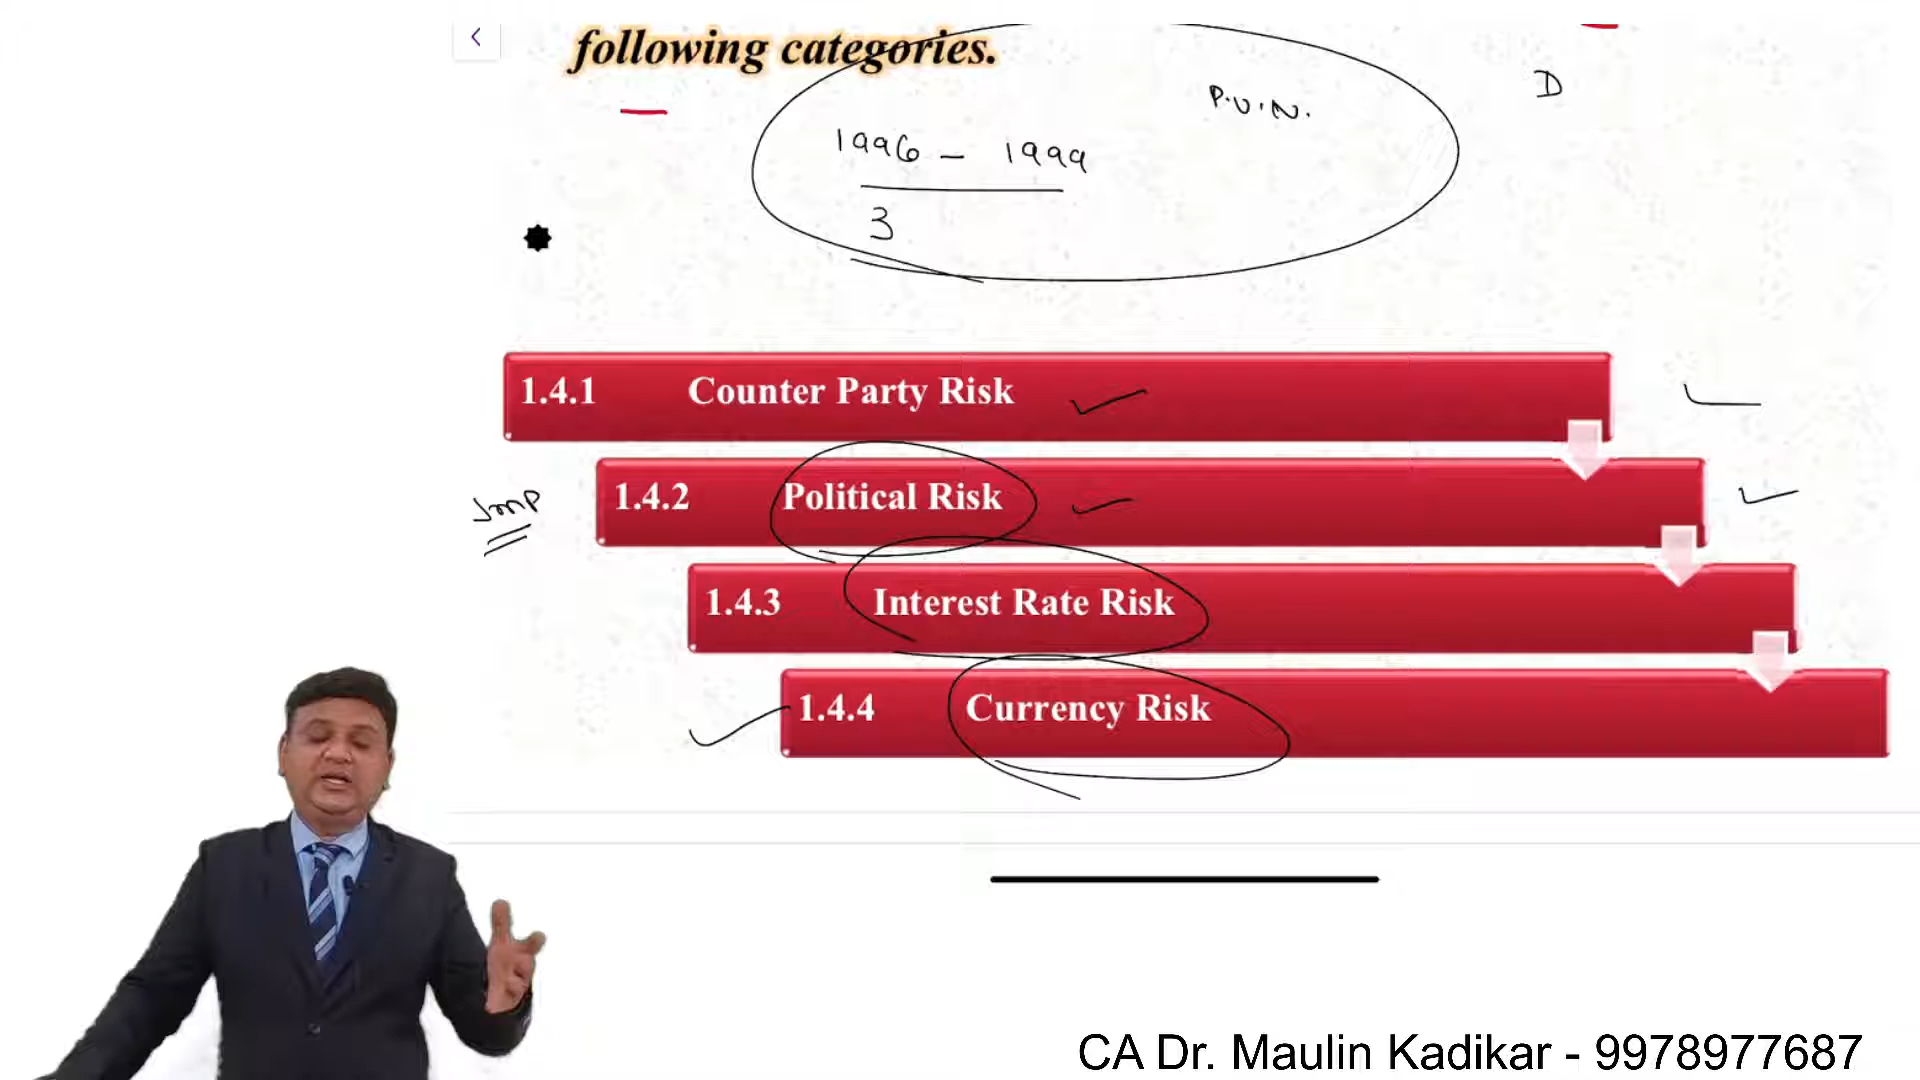 following categories.
D
P.V.N.
1996 - 1999
3
1.4.1 Counter Party Risk
Imp
1.4.2 Political Risk
1.4.3 Interest Rate Risk
1.4.4 Currency Risk
CA Dr. Maulin Kadikar - 9978977687